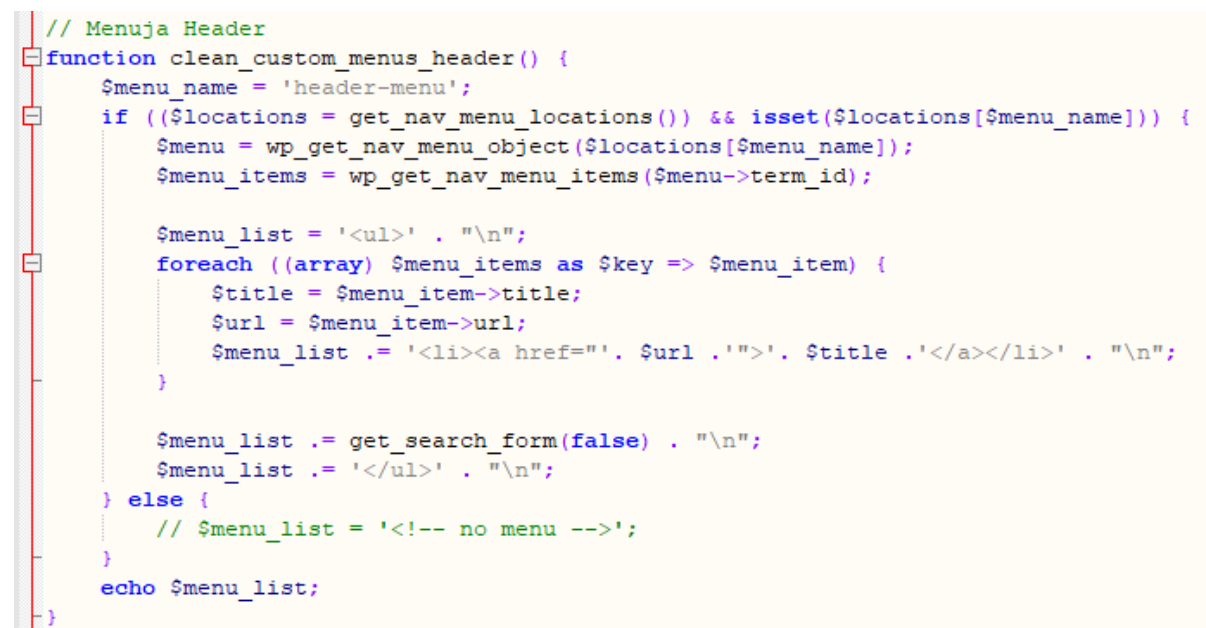 // Menuja Header
function clean_custom_menus_header() {
    $menu_name = 'header-menu';
    if (($locations = get_nav_menu_locations()) && isset($locations[$menu_name])) {
        $menu = wp_get_nav_menu_object($locations[$menu_name]);
        $menu_items = wp_get_nav_menu_items($menu->term_id);

        $menu_list = '<ul>' . "\n";
        foreach ((array) $menu_items as $key => $menu_item) {
            $title = $menu_item->title;
            $url = $menu_item->url;
            $menu_list .= '<li><a href="'. $url .'">'. $title .'</a></li>' . "\n";
        }

        $menu_list .= get_search_form(false) . "\n";
        $menu_list .= '</ul>' . "\n";
    } else {
        // $menu_list = '<!-- no menu -->';
    }
    echo $menu_list;
}